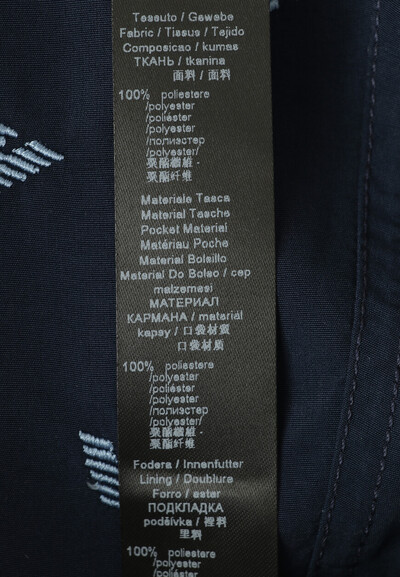 Tessuto / Gewebe
Fabric / Tissus / Tejido
Composicao / kumas
ТКАНЬ / tkanina
面料 / 面料
100% poliestere
/polyester
/poliéster
/polyester
/полиэстер
/polyester/
聚酯纖維 -
聚酯纤维
Materiale Tasca
Material Tasche
Pocket Material
Matériau Poche
Material Bolsillo
Material Do Bolso / cep
malzemesi
МАТЕРИАЛ
КАРМАНА / materiál
kapsy / 口袋材質
口袋材质
100% poliestere
/polyester
/poliéster
/polyester
/полиэстер
/polyester/
聚酯纖維 -
聚酯纤维
Fodera / Innenfutter
Lining / Doublure
Forro / astar
ПОДКЛАДКА
podšívka / 裡料
里料
100% poliestere
/polyester
/poliéster